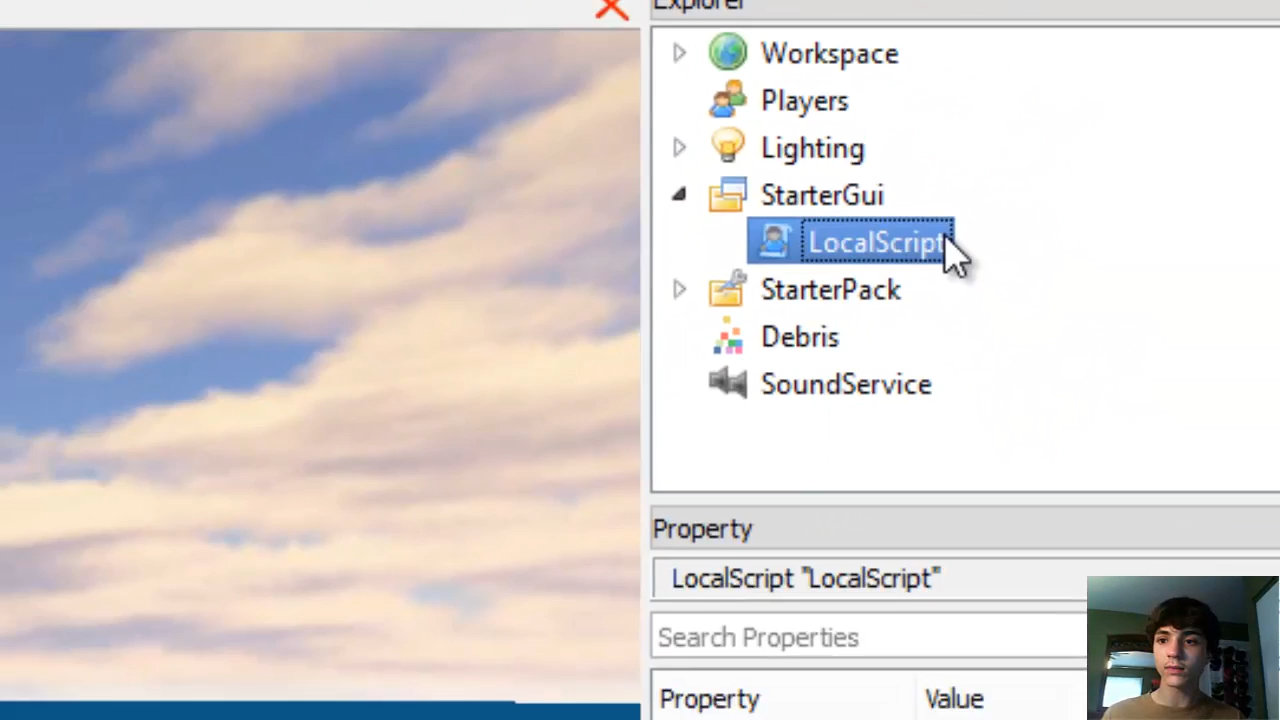 Explorer
Workspace
Players
Lighting
StarterGui
LocalScript
StarterPack
Debris
SoundService
Property
LocalScript "LocalScript"
Search Properties
Property Value